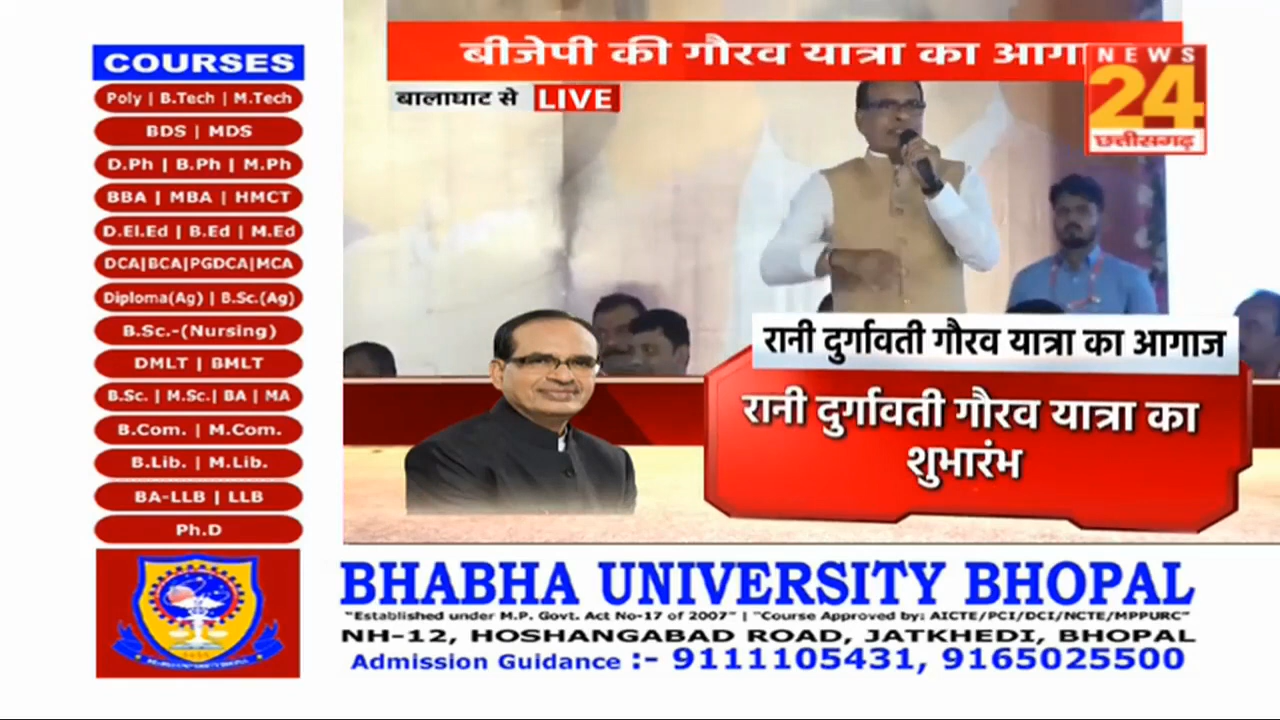 COURSES
Poly | B.Tech | M.Tech
BDS | MDS
D.Ph | B.Ph | M.Ph
BBA | MBA | HMCT
D.El.Ed | B.Ed | M.Ed
DCA|BCA|PGDCA|MCA
Diploma(Ag) | B.Sc.(Ag)
B.Sc.-(Nursing)
DMLT | BMLT
B.Sc. | M.Sc.| BA | MA
B.Com. | M.Com.
B.Lib. | M.Lib.
BA-LLB | LLB
Ph.D
बीजेपी की गौरव यात्रा का
NEWS
24
छत्तीसगढ़
बालाघाट से LIVE
रानी दुर्गावती गौरव यात्रा का आगाज
रानी दुर्गावती गौरव यात्रा का
शुभारंभ
BHABHA UNIVERSITY BHOPAL
"Established under M.P. Govt. Act No-17 of 2007" | "Course Approved by: AICTE/PCI/DCI/NCTE/MPPURC"
NH-12, HOSHANGABAD ROAD, JATKHEDI, BHOPAL
Admission Guidance :- 9111105431, 9165025500